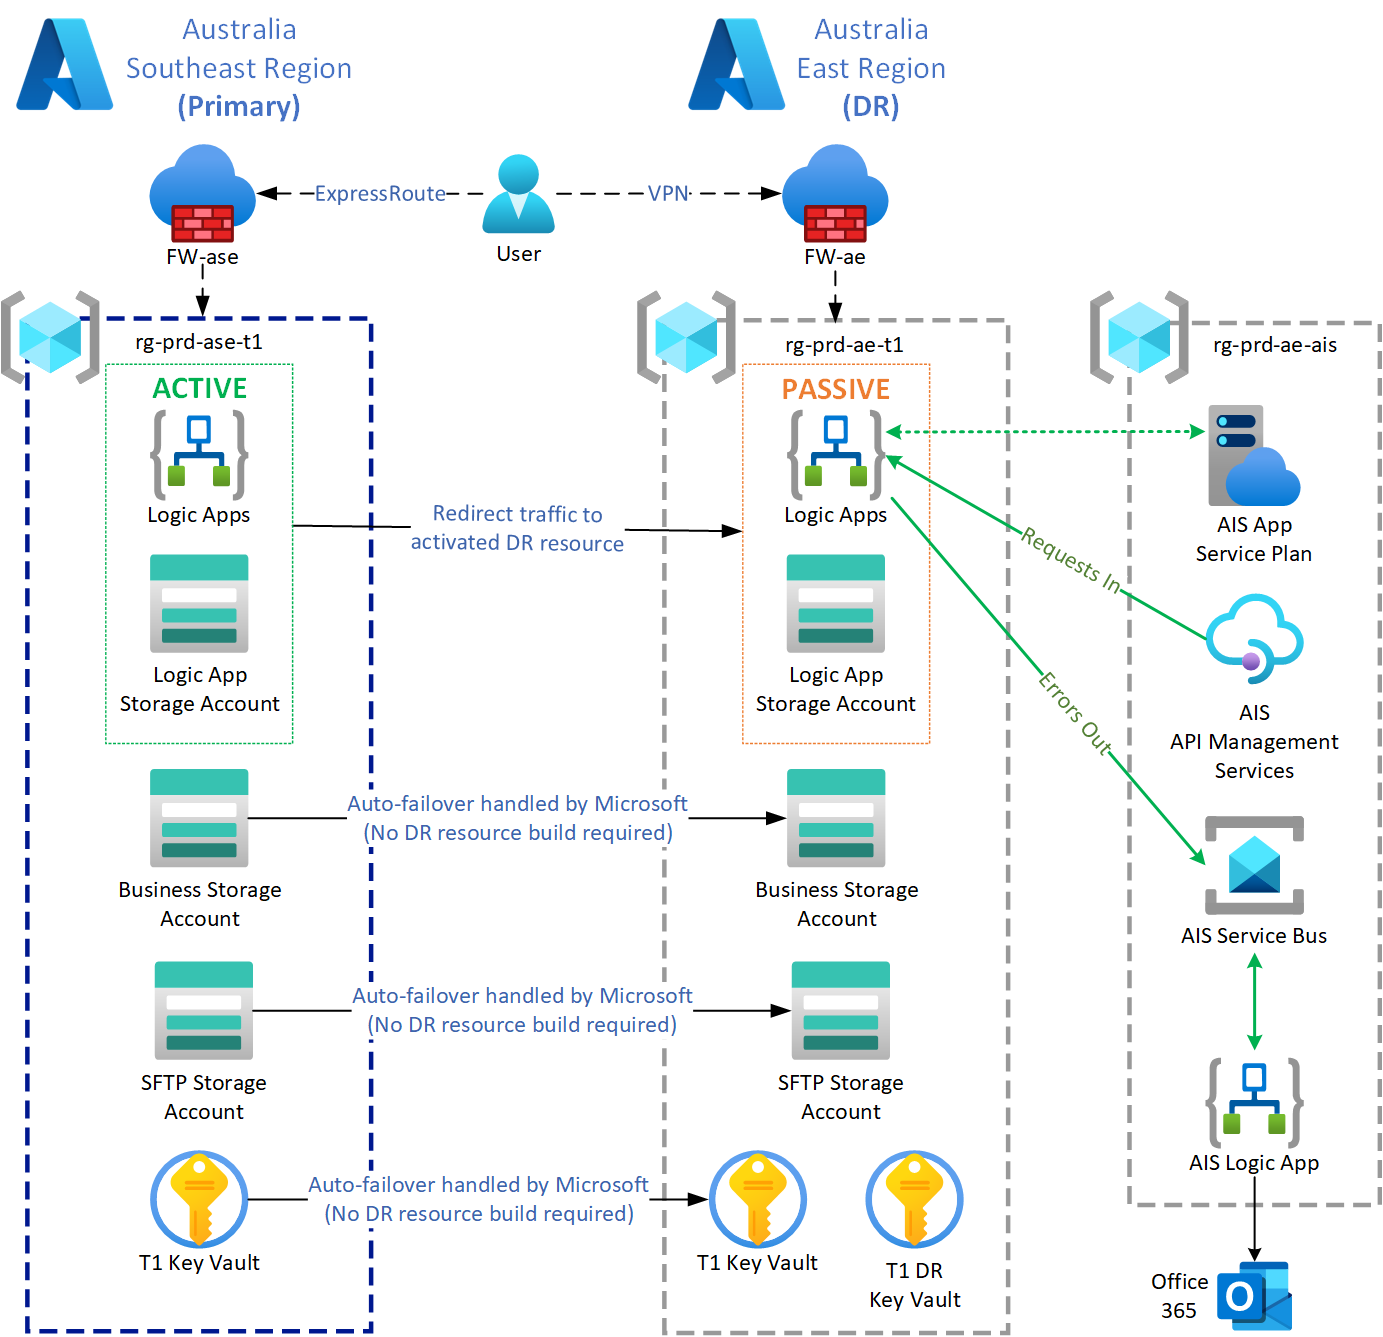 Australia
Southeast Region
(Primary)
Australia
East Region
(DR)
ExpressRoute
VPN
FW-ase
User
FW-ae
rg-prd-ase-t1
rg-prd-ae-t1
rg-prd-ae-ais
ACTIVE
PASSIVE
Logic Apps
Redirect traffic to
activated DR resource
Logic Apps
AIS App
Service Plan
Requests In
Logic App
Storage Account
Logic App
Storage Account
Errors Out
AIS
API Management
Services
Auto-failover handled by Microsoft
(No DR resource build required)
Business Storage
Account
Business Storage
Account
AIS Service Bus
Auto-failover handled by Microsoft
(No DR resource build required)
SFTP Storage
Account
SFTP Storage
Account
AIS Logic App
Auto-failover handled by Microsoft
(No DR resource build required)
T1 Key Vault
T1 Key Vault
T1 DR
Key Vault
Office
365
O